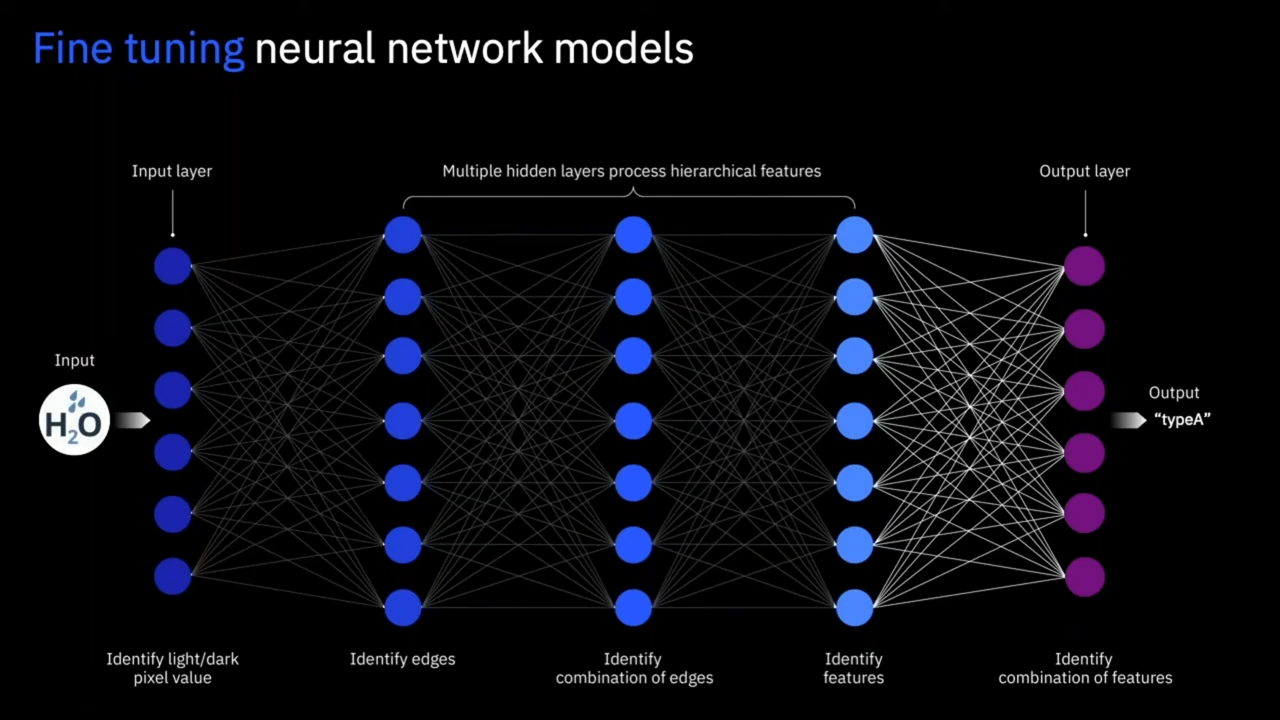 Fine tuning neural network models
Input layer
Multiple hidden layers process hierarchical features
Output layer
Input
H2O
Output
“typeA”
Identify light/dark
pixel value
Identify edges
Identify
combination of edges
Identify
features
Identify
combination of features